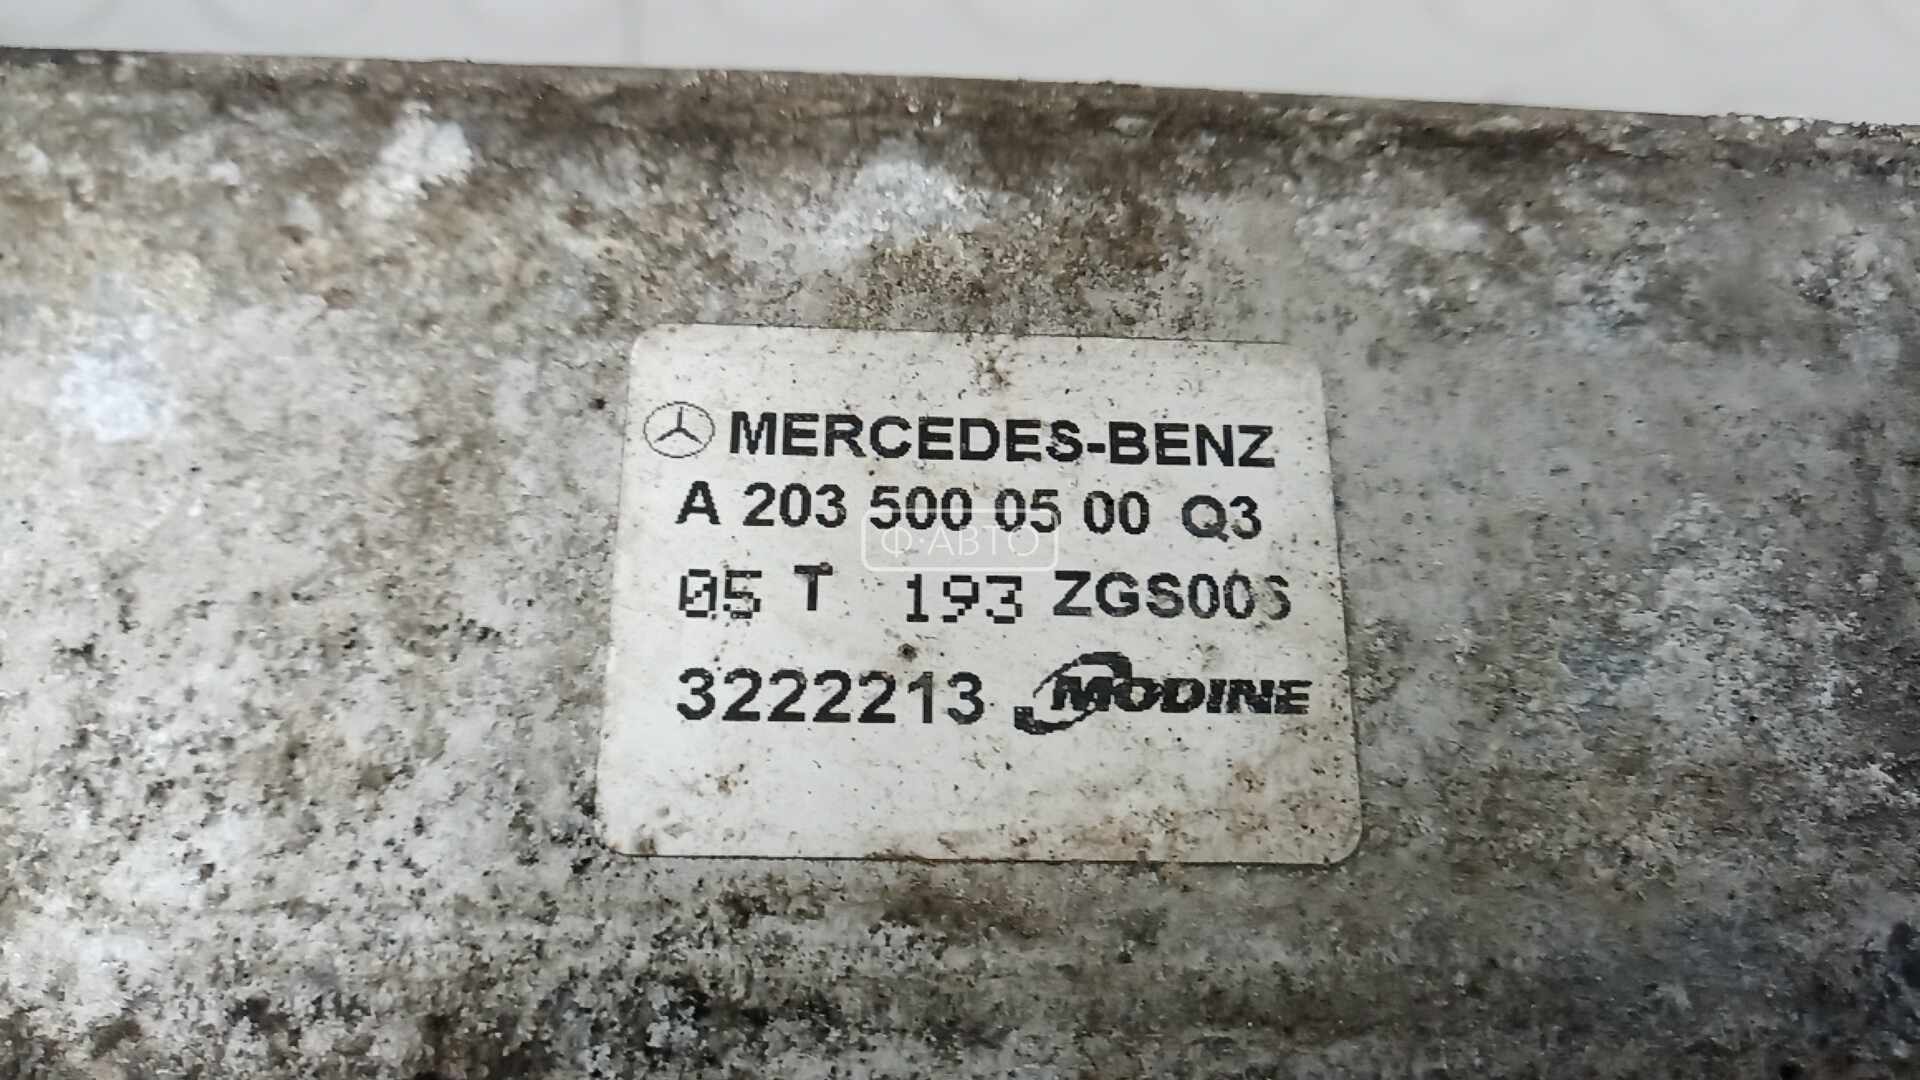 MERCEDES-BENZ
A 203 500 05 00 Q3
Ф·АВТО
05 T 193 ZGS006
3222213 MODINE